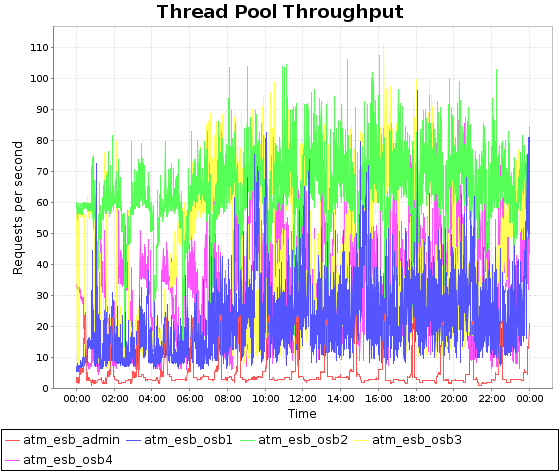 Thread Pool Throughput
Requests per second
110
100
90
80
70
60
50
40
30
20
10
0
00:00 02:00 04:00 06:00 08:00 10:00 12:00 14:00 16:00 18:00 20:00 22:00 00:00
Time
atm_esb_admin atm_esb_osb1 atm_esb_osb2 atm_esb_osb3
atm_esb_osb4